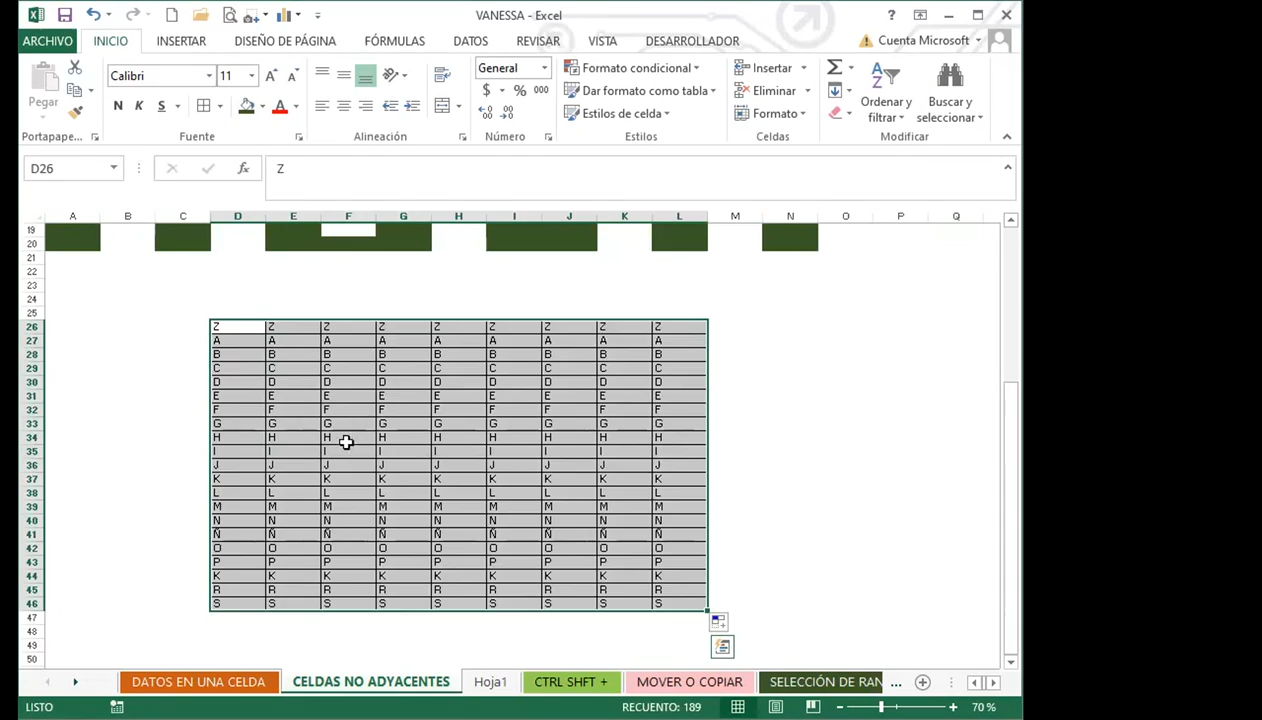 VANESSA - Excel
?
ARCHIVO INICIO INSERTAR DISEÑO DE PÁGINA FÓRMULAS DATOS REVISAR VISTA DESARROLLADOR Cuenta Microsoft
Calibri 11 General Formato condicional Insertar
Pegar $ % 000 Dar formato como tabla Eliminar Ordenar y filtrar Buscar y seleccionar
N K S Estilos de celda Formato
Portapape... Fuente Alineación Número Estilos Celdas Modificar
D26 fx Z
A B C D E F G H I J K L M N O P Q
19
20
21
22
23
24
25
26 Z Z Z Z Z Z Z Z Z
27 A A A A A A A A A
28 B B B B B B B B B
29 C C C C C C C C C
30 D D D D D D D D D
31 E E E E E E E E E
32 F F F F F F F F F
33 G G G G G G G G G
34 H H H H H H H H H
35 I I I I I I I I I
36 J J J J J J J J J
37 K K K K K K K K K
38 L L L L L L L L L
39 M M M M M M M M M
40 N N N N N N N N N
41 Ñ Ñ Ñ Ñ Ñ Ñ Ñ Ñ Ñ
42 O O O O O O O O O
43 P P P P P P P P P
44 K K K K K K K K K
45 R R R R R R R R R
46 S S S S S S S S S
47
48
49
50
DATOS EN UNA CELDA CELDAS NO ADYACENTES Hoja1 CTRL SHFT + MOVER O COPIAR SELECCIÓN DE RAN ...
LISTO RECUENTO: 189 70 %